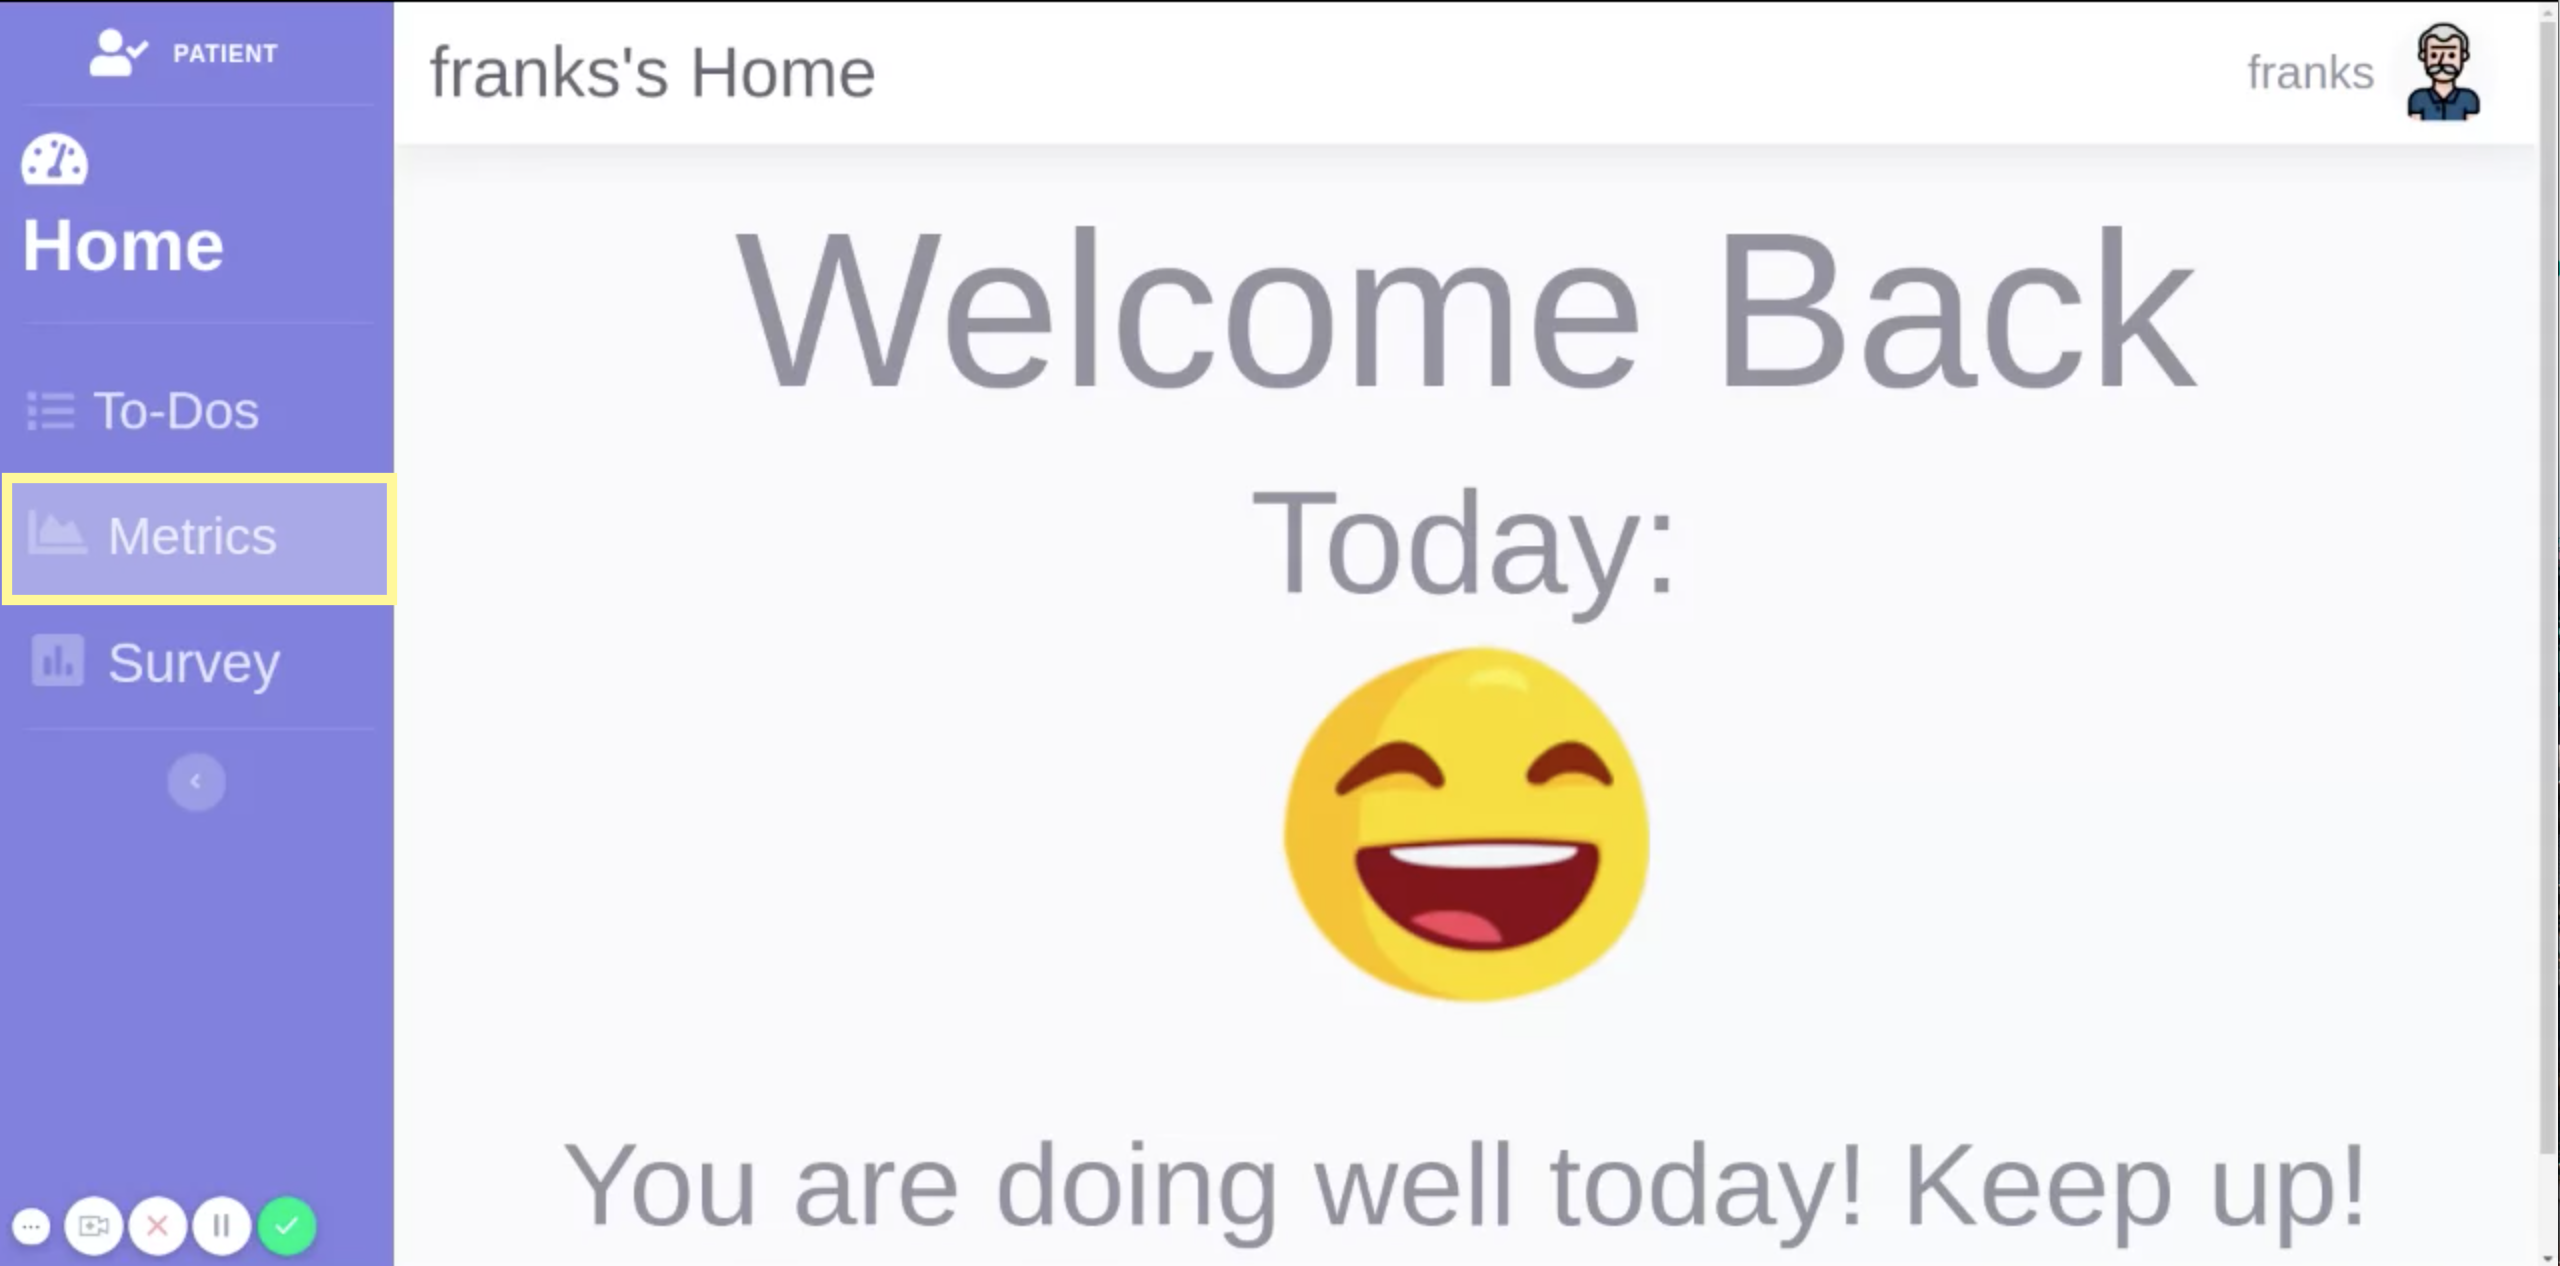 PATIENT
Home
To-Dos
Metrics
Survey
franks's Home
franks
Welcome Back
Today:
You are doing well today! Keep up!